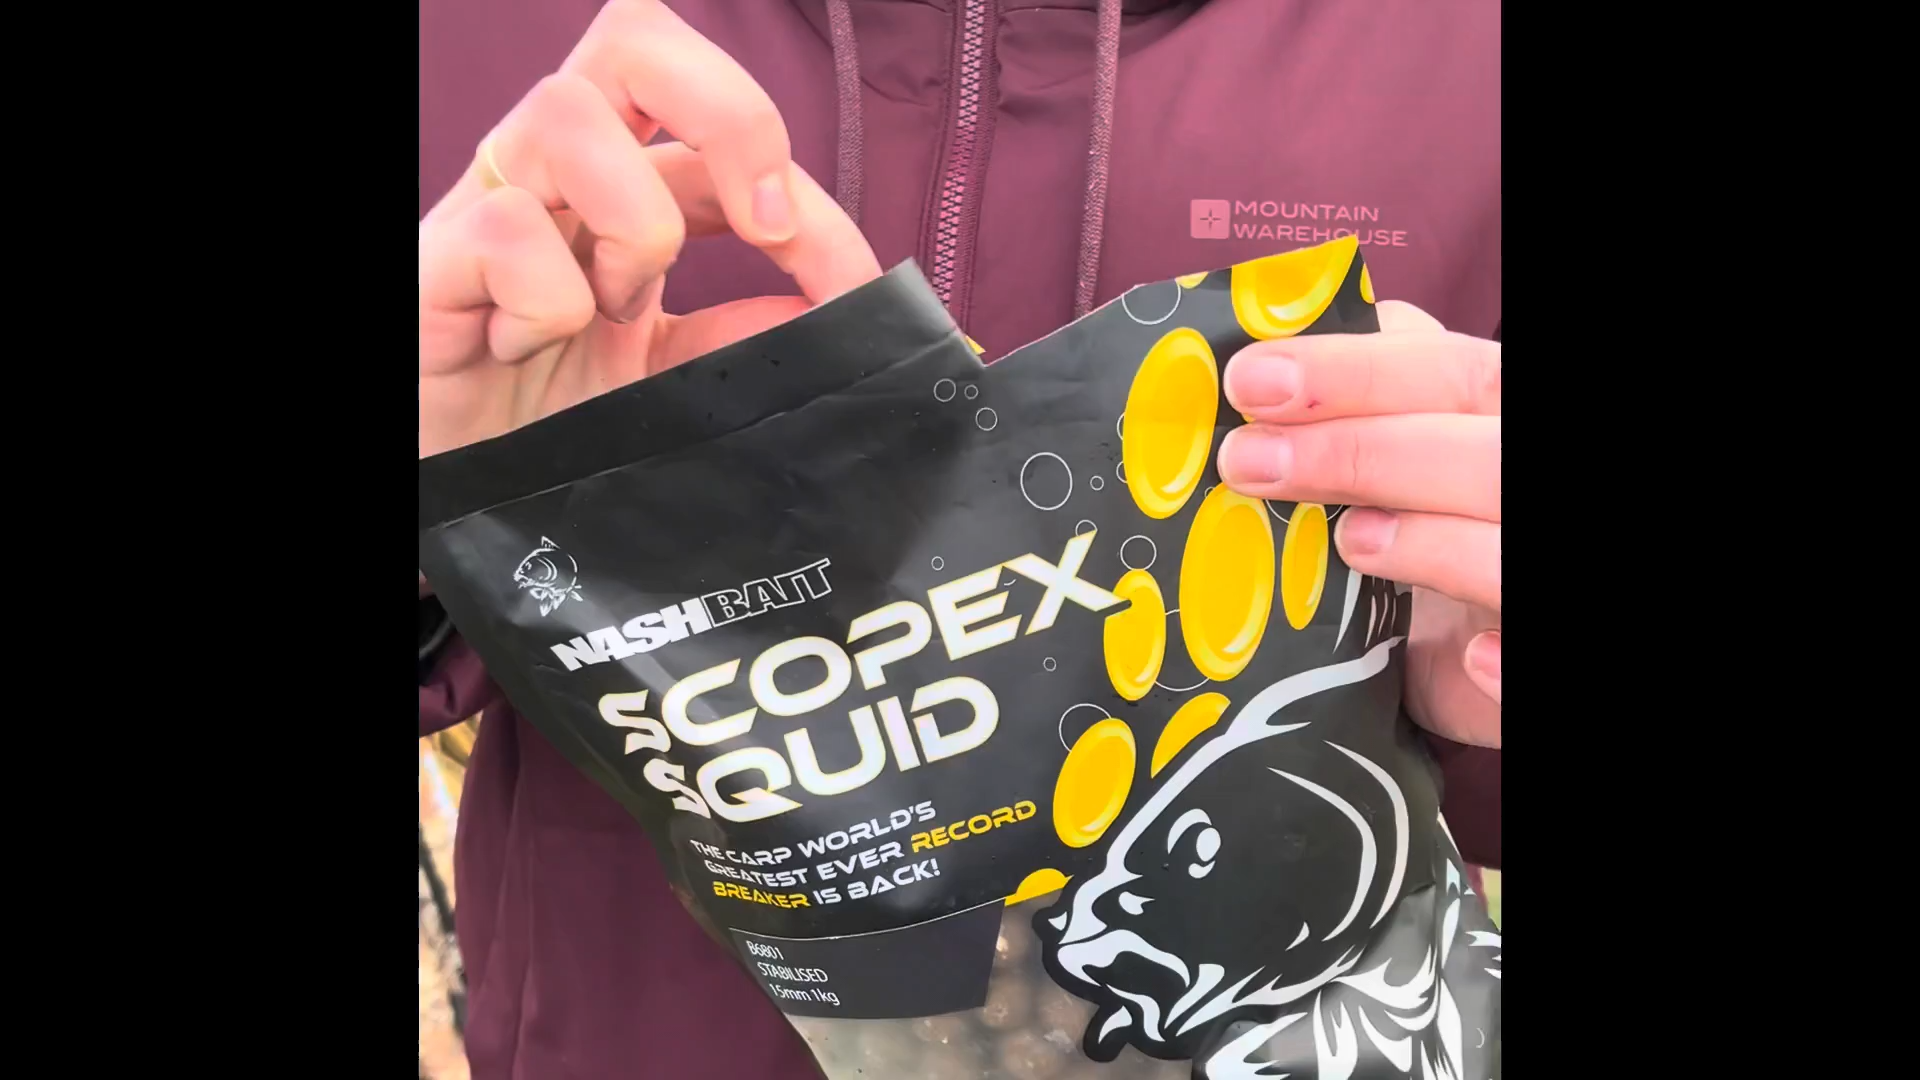 MOUNTAIN
WAREHOUSE
NASHBAIT
SCOPEX
SQUID
THE CARP WORLD'S
GREATEST EVER RECORD
BREAKER IS BACK!
B6801
STABILISED
15mm 1kg